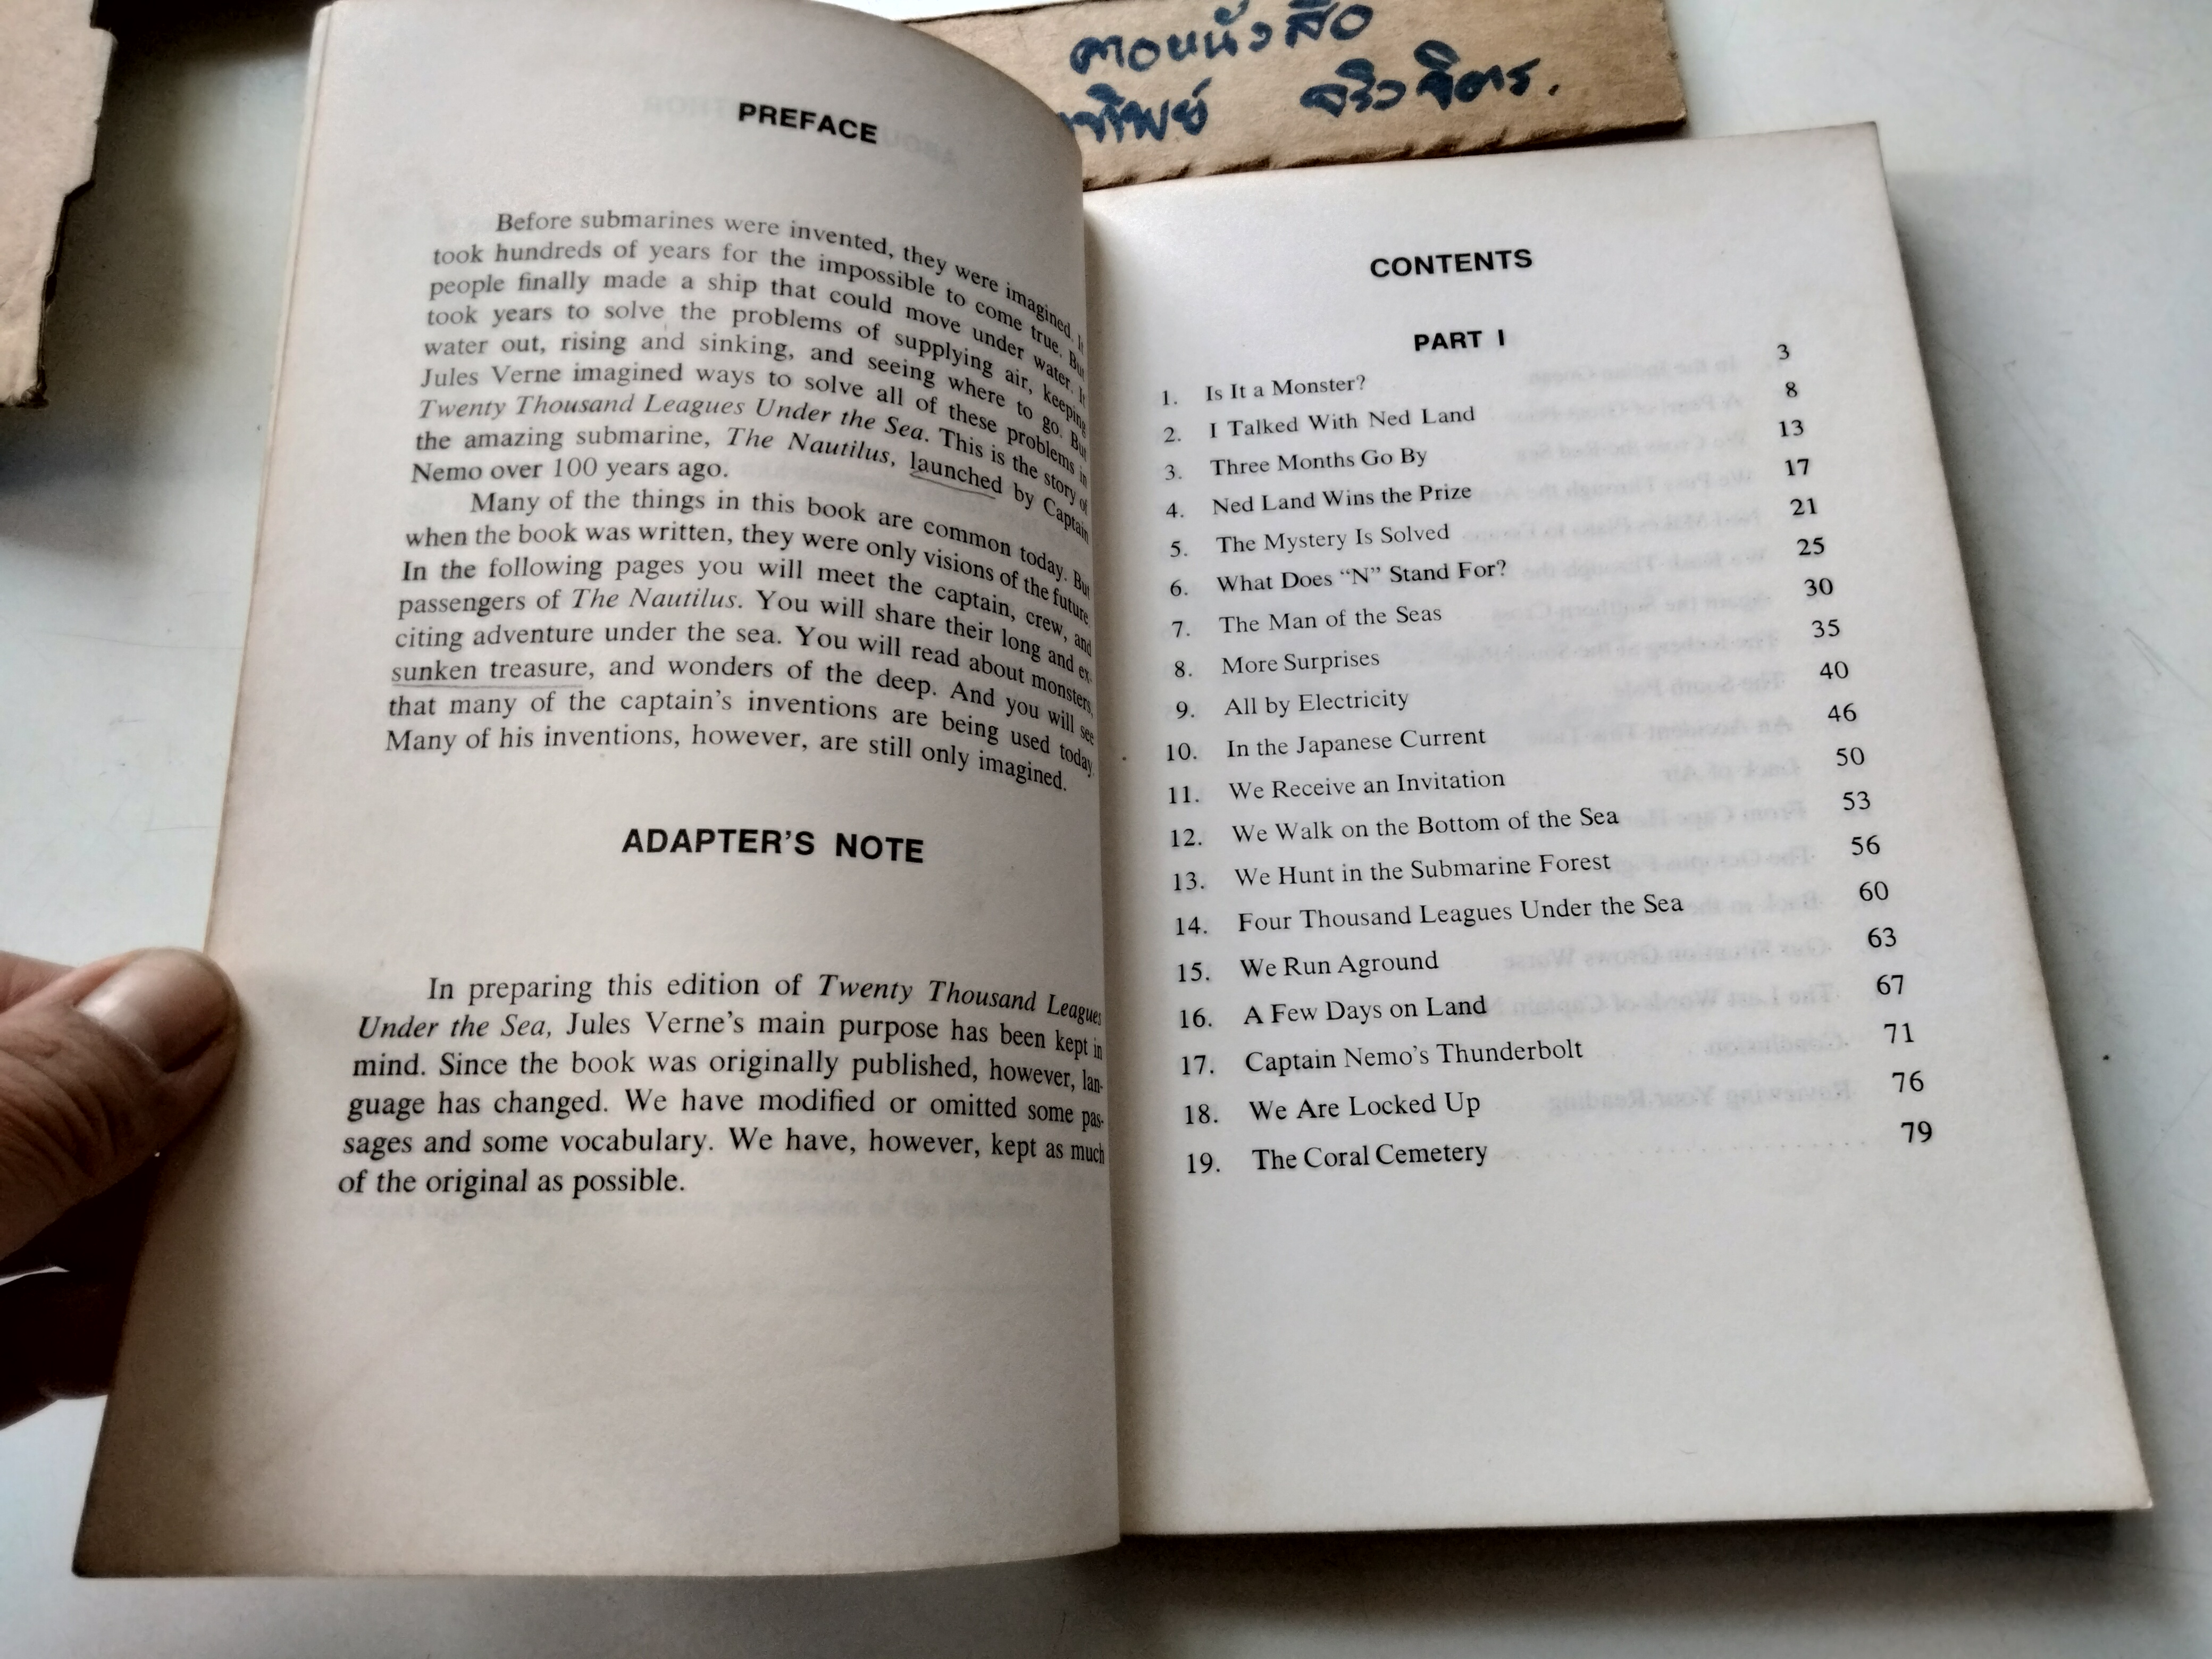 ตอบหนังสือ
ทิพย์ จริวจิตร.
PREFACE
Before submarines were invented, they were imagined. It
took hundreds of years for the impossible to come true. But
people finally made a ship that could move under water. It
took years to solve the problems of supplying air, keeping
water out, rising and sinking, and seeing where to go. But
Jules Verne imagined ways to solve all of these problems in
Twenty Thousand Leagues Under the Sea. This is the story of
the amazing submarine, The Nautilus, launched by Captain
Nemo over 100 years ago.
Many of the things in this book are common today. But
when the book was written, they were only visions of the future
In the following pages you will meet the captain, crew, and
passengers of The Nautilus. You will share their long and ex-
citing adventure under the sea. You will read about monsters,
sunken treasure, and wonders of the deep. And you will see
that many of the captain's inventions are being used today.
Many of his inventions, however, are still only imagined.
ADAPTER'S NOTE
In preparing this edition of Twenty Thousand Leagues
Under the Sea, Jules Verne's main purpose has been kept in
mind. Since the book was originally published, however, lan-
guage has changed. We have modified or omitted some pas-
sages and some vocabulary. We have, however, kept as much
of the original as possible.
CONTENTS
PART I
1. Is It a Monster? 3
2. I Talked With Ned Land 8
3. Three Months Go By 13
4. Ned Land Wins the Prize 17
5. The Mystery Is Solved 21
6. What Does “N” Stand For? 25
7. The Man of the Seas 30
8. More Surprises 35
9. All by Electricity 40
10. In the Japanese Current 46
11. We Receive an Invitation 50
12. We Walk on the Bottom of the Sea 53
13. We Hunt in the Submarine Forest 56
14. Four Thousand Leagues Under the Sea 60
15. We Run Aground 63
16. A Few Days on Land 67
17. Captain Nemo's Thunderbolt 71
18. We Are Locked Up 76
19. The Coral Cemetery 79